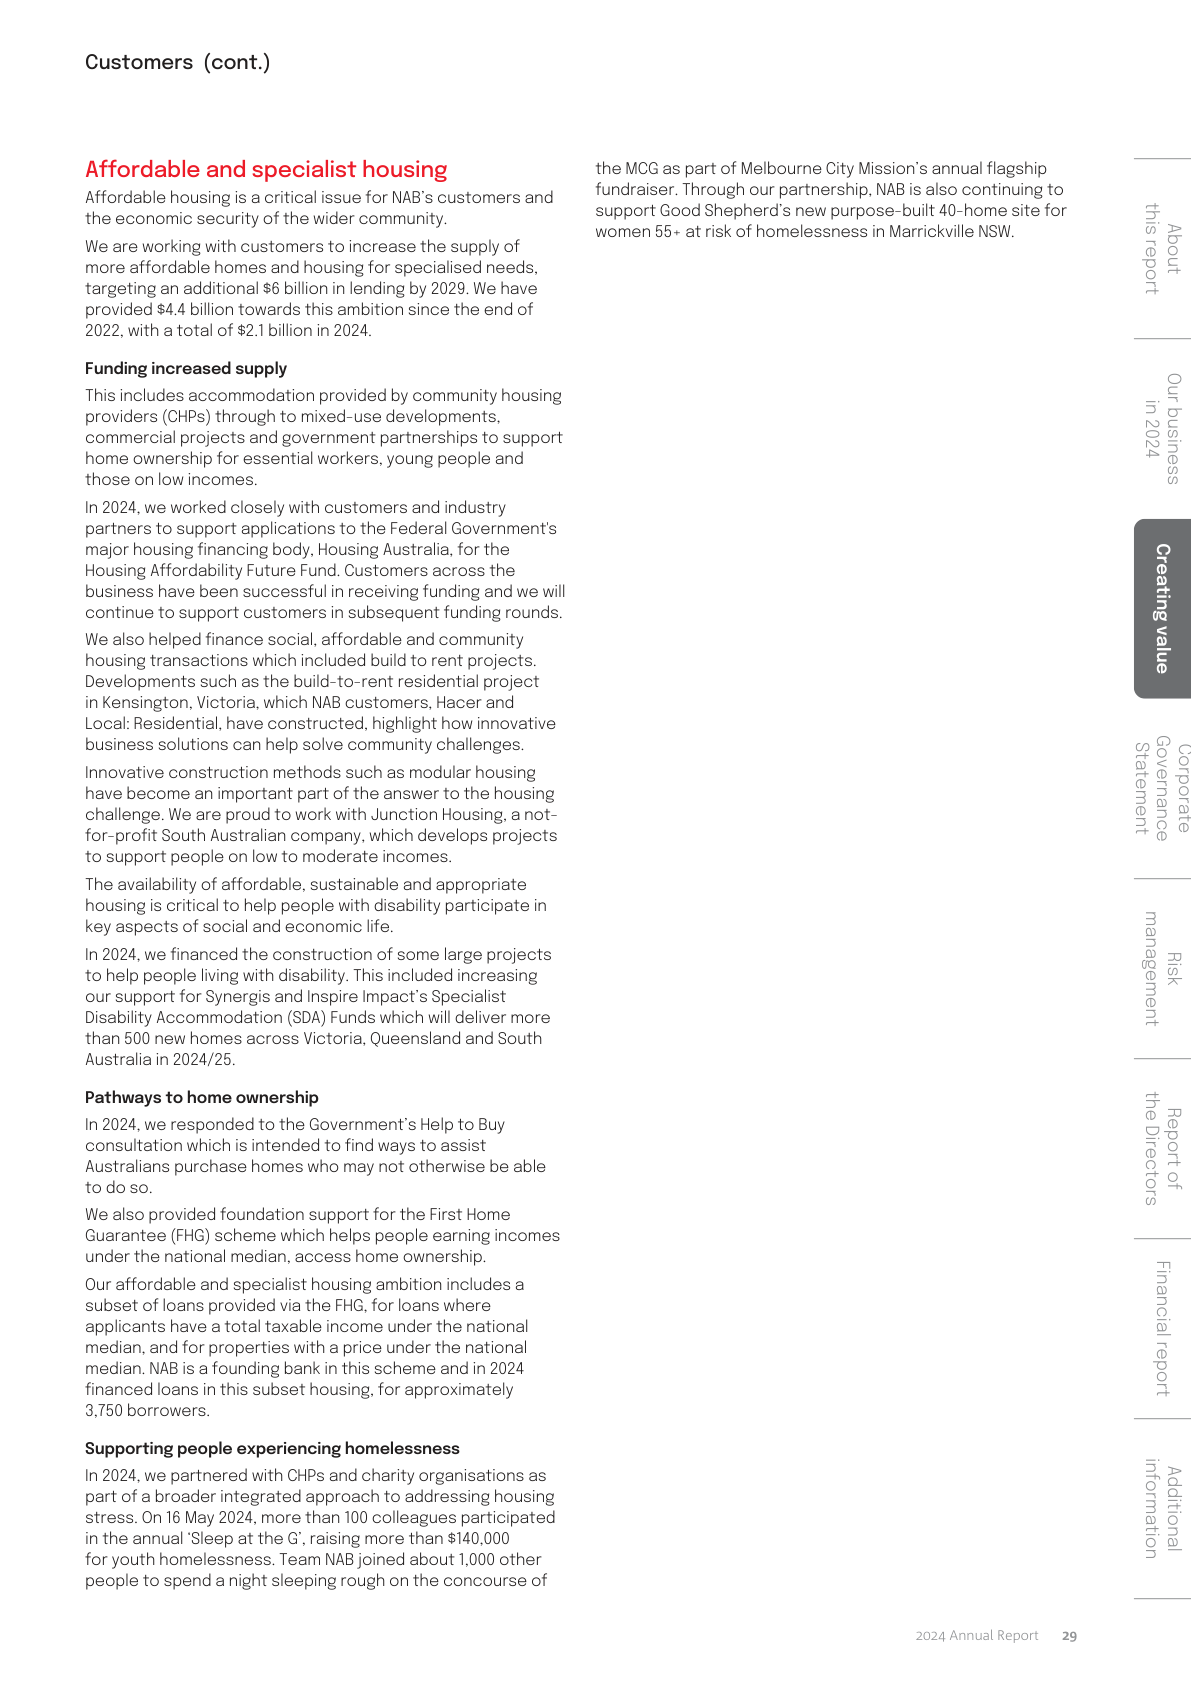 Customers (cont.)
Affordable and specialist housing
Affordable housing is a critical issue for NAB’s customers and
the economic security of the wider community.
We are working with customers to increase the supply of
more affordable homes and housing for specialised needs,
targeting an additional $6 billion in lending by 2029. We have
provided $4.4 billion towards this ambition since the end of
2022, with a total of $2.1 billion in 2024.
Funding increased supply
This includes accommodation provided by community housing
providers (CHPs) through to mixed-use developments,
commercial projects and government partnerships to support
home ownership for essential workers, young people and
those on low incomes.
In 2024, we worked closely with customers and industry
partners to support applications to the Federal Government's
major housing financing body, Housing Australia, for the
Housing Affordability Future Fund. Customers across the
business have been successful in receiving funding and we will
continue to support customers in subsequent funding rounds.
We also helped finance social, affordable and community
housing transactions which included build to rent projects.
Developments such as the build-to-rent residential project
in Kensington, Victoria, which NAB customers, Hacer and
Local: Residential, have constructed, highlight how innovative
business solutions can help solve community challenges.
Innovative construction methods such as modular housing
have become an important part of the answer to the housing
challenge. We are proud to work with Junction Housing, a not-
for-profit South Australian company, which develops projects
to support people on low to moderate incomes.
The availability of affordable, sustainable and appropriate
housing is critical to help people with disability participate in
key aspects of social and economic life.
In 2024, we financed the construction of some large projects
to help people living with disability. This included increasing
our support for Synergis and Inspire Impact’s Specialist
Disability Accommodation (SDA) Funds which will deliver more
than 500 new homes across Victoria, Queensland and South
Australia in 2024/25.
Pathways to home ownership
In 2024, we responded to the Government’s Help to Buy
consultation which is intended to find ways to assist
Australians purchase homes who may not otherwise be able
to do so.
We also provided foundation support for the First Home
Guarantee (FHG) scheme which helps people earning incomes
under the national median, access home ownership.
Our affordable and specialist housing ambition includes a
subset of loans provided via the FHG, for loans where
applicants have a total taxable income under the national
median, and for properties with a price under the national
median. NAB is a founding bank in this scheme and in 2024
financed loans in this subset housing, for approximately
3,750 borrowers.
Supporting people experiencing homelessness
In 2024, we partnered with CHPs and charity organisations as
part of a broader integrated approach to addressing housing
stress. On 16 May 2024, more than 100 colleagues participated
in the annual ‘Sleep at the G’, raising more than $140,000
for youth homelessness. Team NAB joined about 1,000 other
people to spend a night sleeping rough on the concourse of
the MCG as part of Melbourne City Mission’s annual flagship
fundraiser. Through our partnership, NAB is also continuing to
support Good Shepherd’s new purpose-built 40-home site for
women 55+ at risk of homelessness in Marrickville NSW.
About
this report
Our business
in 2024
Creating value
Corporate
Governance
Statement
Risk
management
Report of
the Directors
Financial report
Additional
information
2024 Annual Report 29